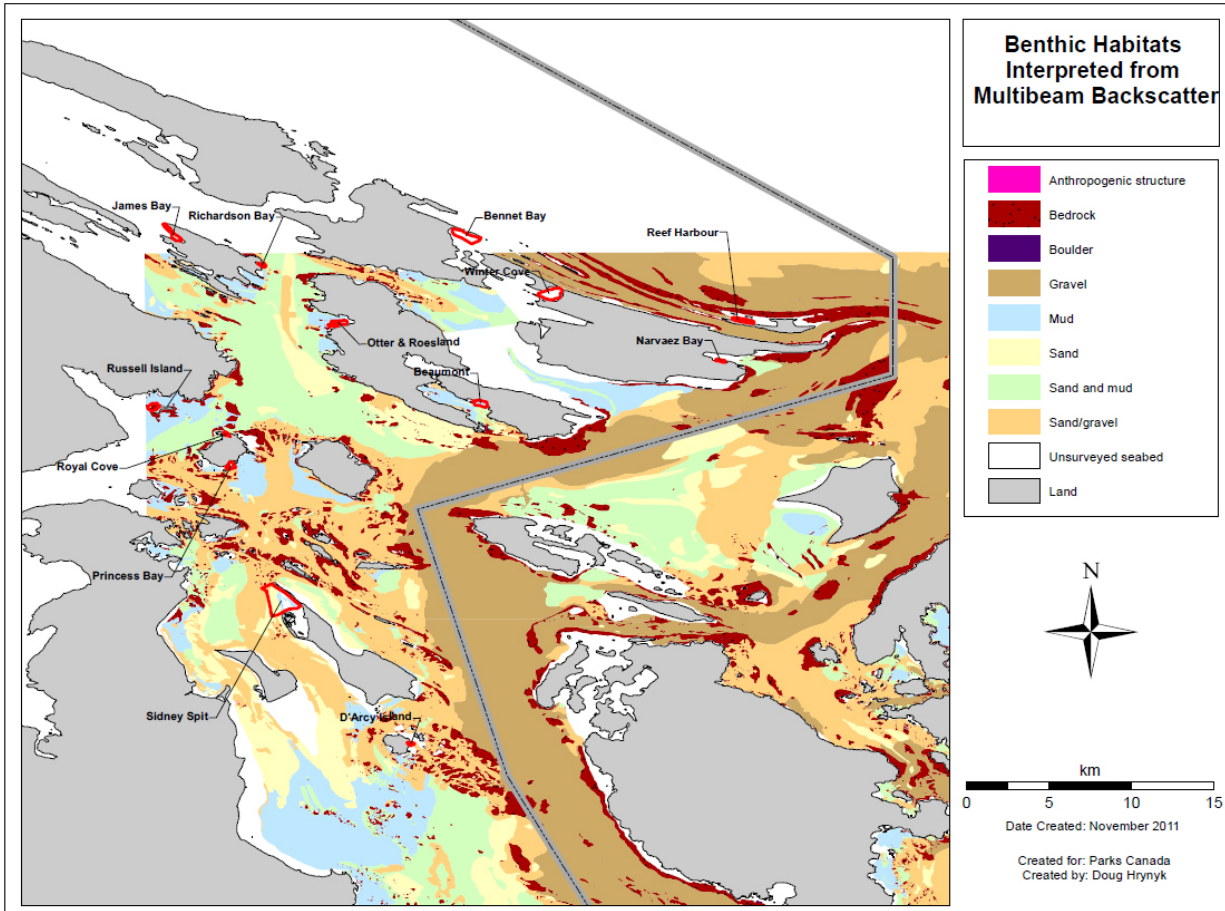 Benthic Habitats
Interpreted from
Multibeam Backscatter
Anthropogenic structure
Bedrock
Boulder
Gravel
Mud
Sand
Sand and mud
Sand/gravel
Unsurveyed seabed
Land
N
km
0 5 10 15
Date Created: November 2011
Created for: Parks Canada
Created by: Doug Hrynyk
James Bay
Richardson Bay
Bennet Bay
Reef Harbour
Winter Cove
Otter & Roesland
Narvaez Bay
Russell Island
Beaumont
Royal Cove
Princess Bay
Sidney Spit
D'Arcy Island